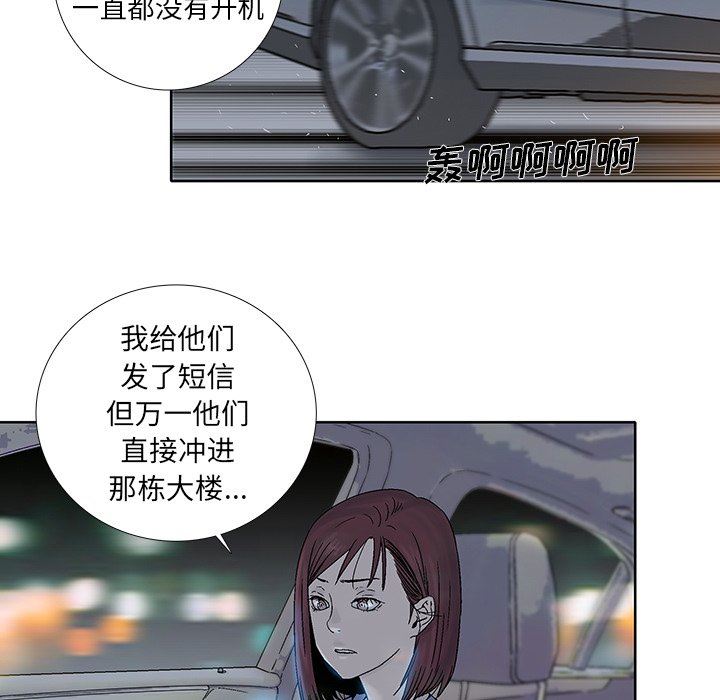 一直都没有开机
轰啊啊啊啊
我给他们
发了短信
但万一他们
直接冲进
那栋大楼...